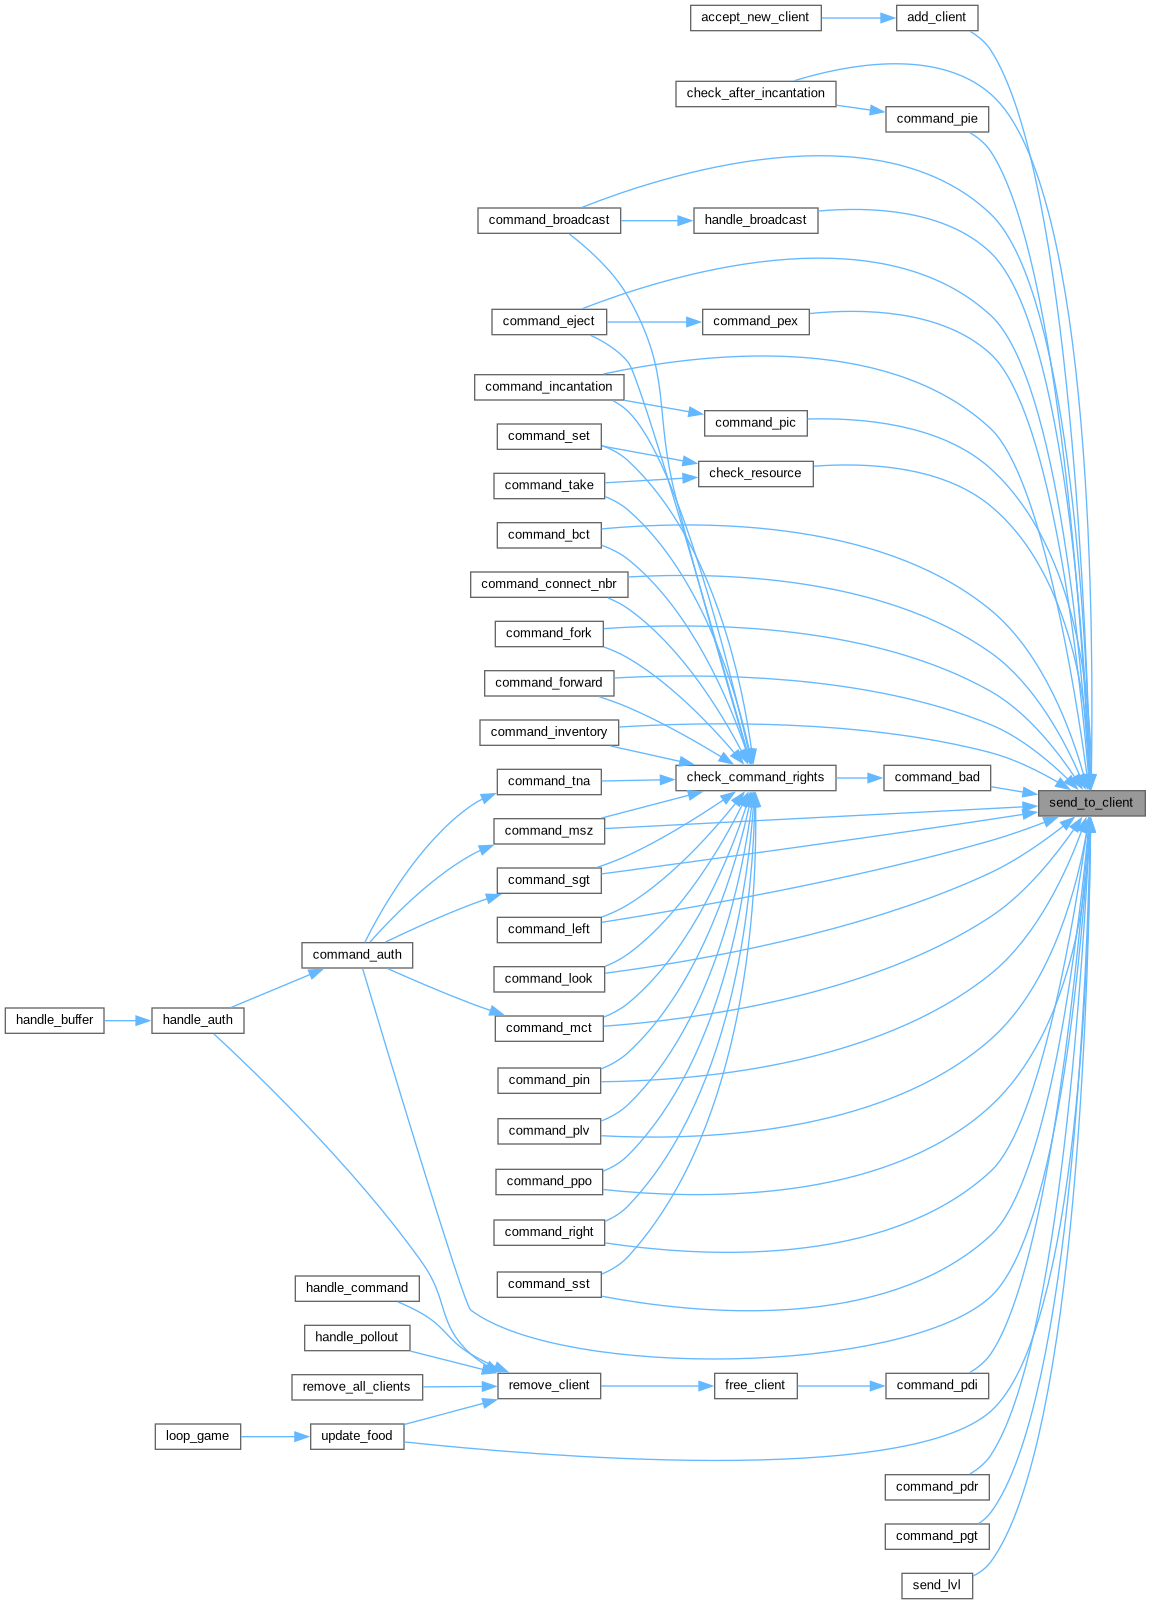 accept_new_client
add_client
check_after_incantation
command_pie
command_broadcast
handle_broadcast
command_eject
command_pex
command_incantation
command_pic
command_set
check_resource
command_take
command_bct
command_connect_nbr
command_fork
command_forward
command_inventory
command_tna
check_command_rights
command_bad
send_to_client
command_msz
command_sgt
command_left
command_auth
command_look
handle_buffer
handle_auth
command_mct
command_pin
command_plv
command_ppo
command_right
command_sst
handle_command
handle_pollout
remove_all_clients
remove_client
free_client
command_pdi
loop_game
update_food
command_pdr
command_pgt
send_lvl